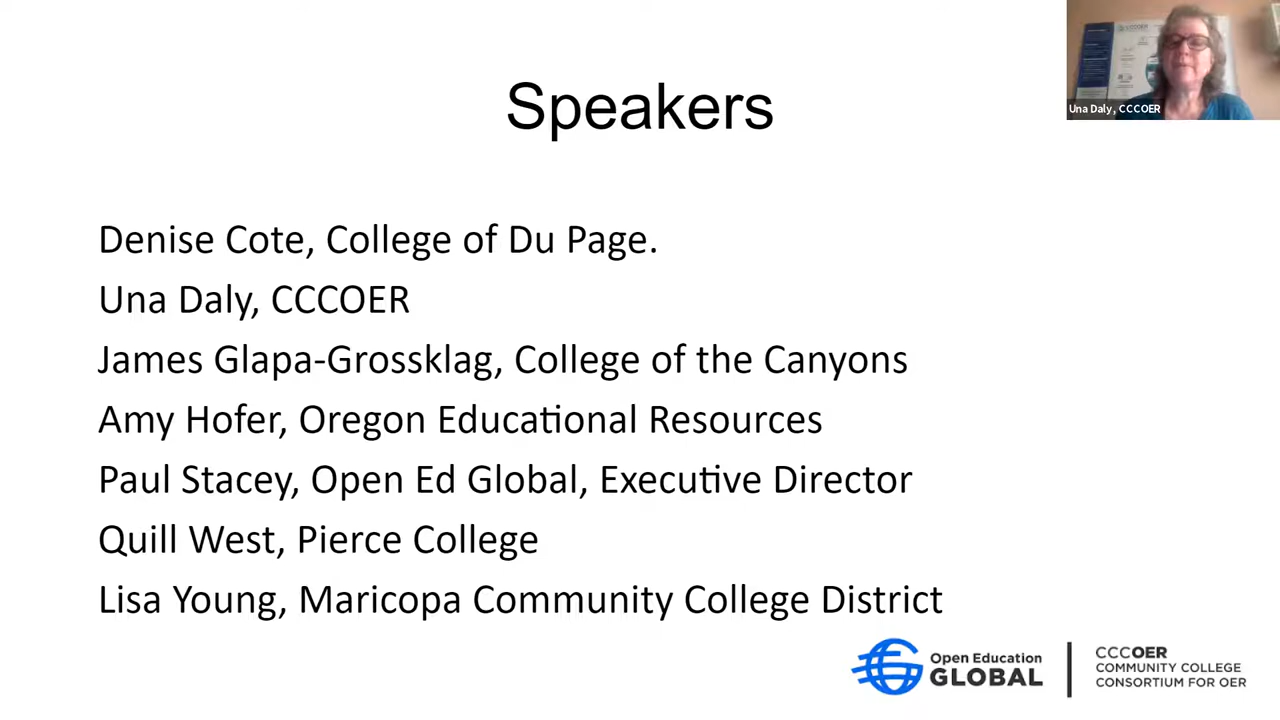 Speakers
Una Daly, CCCOER
Denise Cote, College of Du Page.
Una Daly, CCCOER
James Glapa-Grossklag, College of the Canyons
Amy Hofer, Oregon Educational Resources
Paul Stacey, Open Ed Global, Executive Director
Quill West, Pierce College
Lisa Young, Maricopa Community College District
Open Education
GLOBAL
CCCOER
COMMUNITY COLLEGE
CONSORTIUM FOR OER